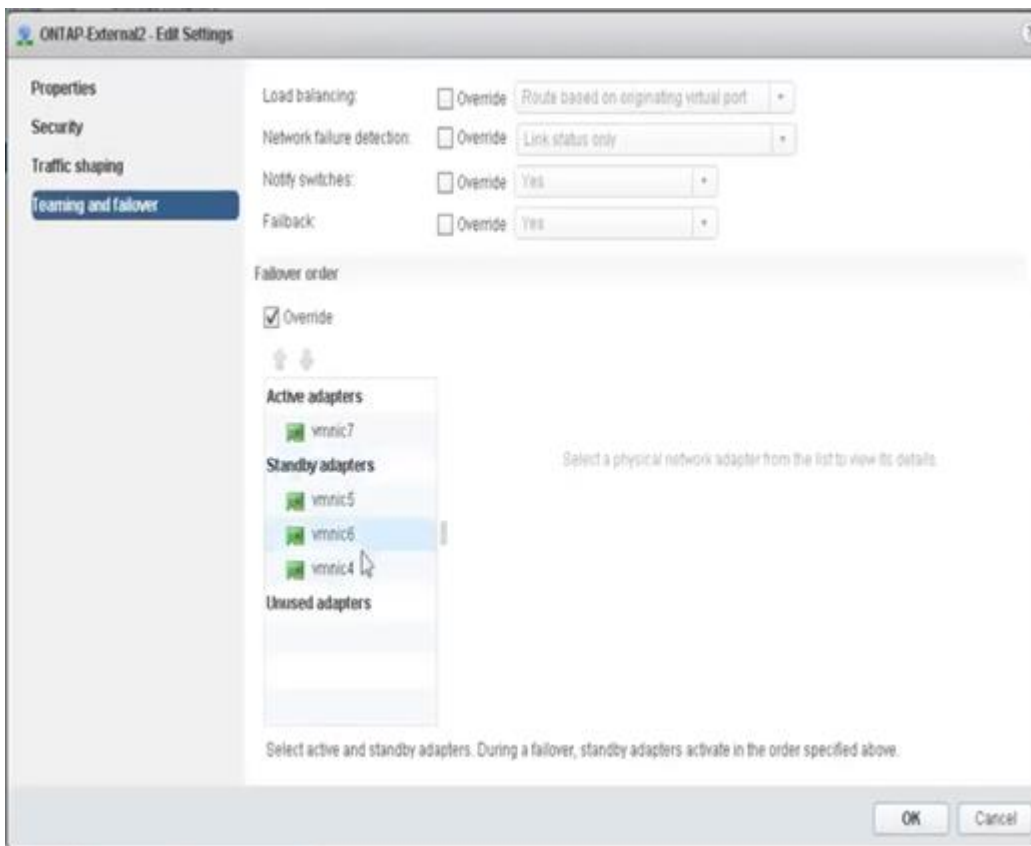 ONTAP-External2 - Edit Settings
Properties
Security
Traffic shaping
Teaming and failover
Load balancing: Override Route based on originating virtual port
Network failure detection: Override Link status only
Notify switches: Override Yes
Failback: Override Yes
Failover order
Override
Active adapters
vmnic7
Standby adapters
vmnic5
vmnic6
vmnic4
Unused adapters
Select a physical network adapter from the list to view its details.
Select active and standby adapters. During a failover, standby adapters activate in the order specified above.
OK Cancel